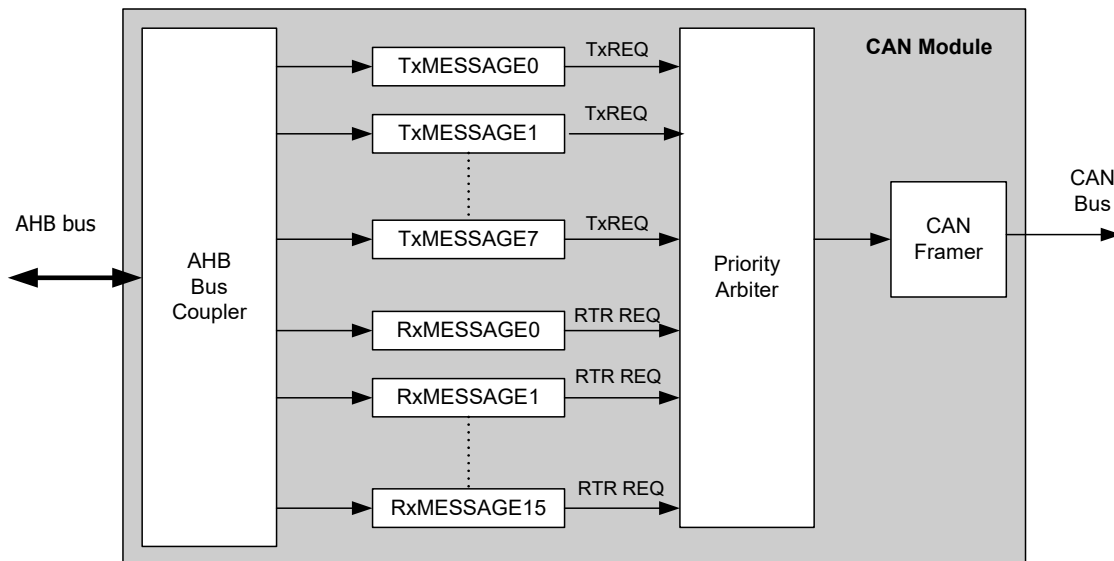 CAN Module
TxMESSAGE0
TxREQ
TxMESSAGE1
TxREQ
TxMESSAGE7
TxREQ
AHB bus
AHB
Bus
Coupler
Priority
Arbiter
CAN
Framer
CAN
Bus
RxMESSAGE0
RTR REQ
RxMESSAGE1
RTR REQ
RxMESSAGE15
RTR REQ